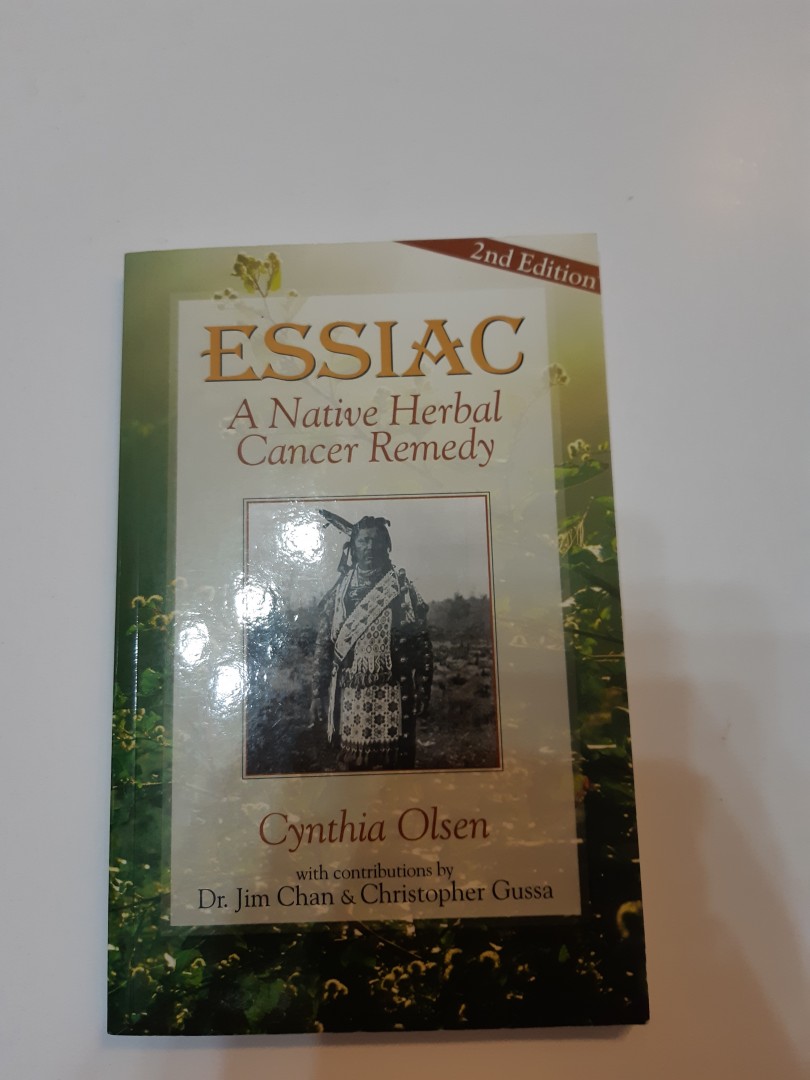 2nd Edition
ESSIAC
A Native Herbal
Cancer Remedy
Cynthia Olsen
with contributions by
Dr. Jim Chan & Christopher Gussa